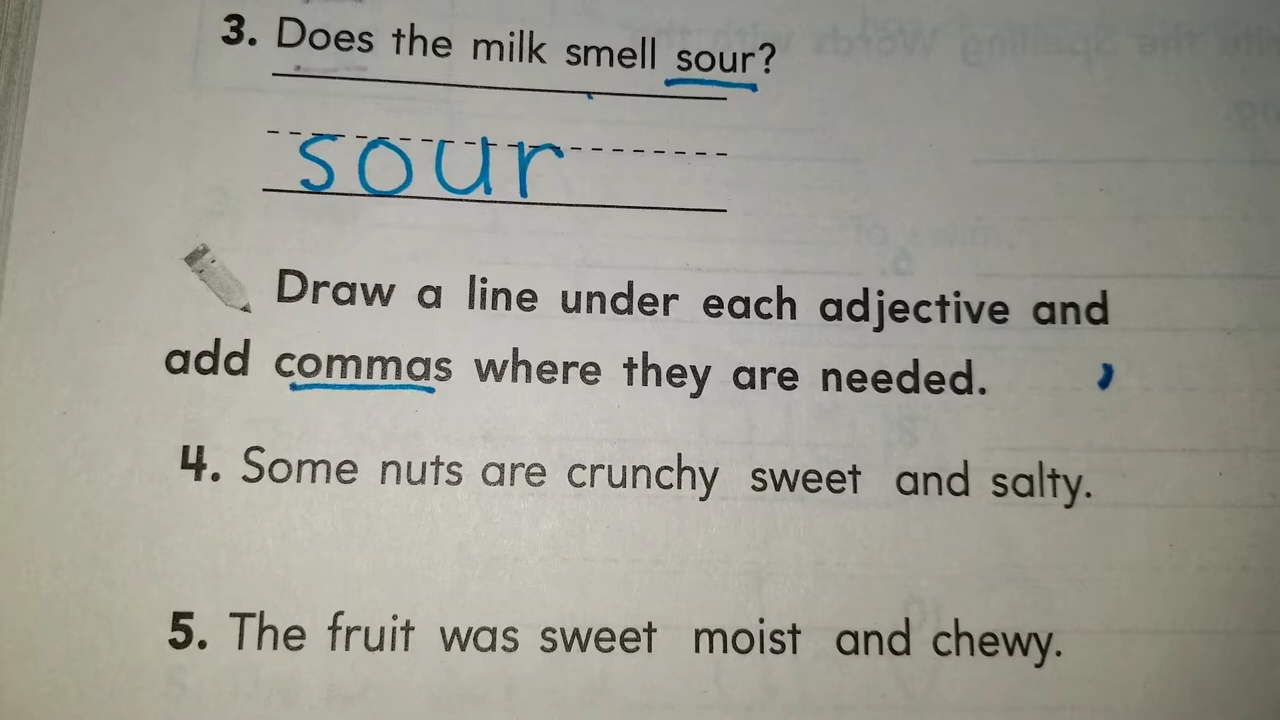 3. Does the milk smell sour?
sour
Draw a line under each adjective and
add commas where they are needed. ,
4. Some nuts are crunchy sweet and salty.
5. The fruit was sweet moist and chewy.